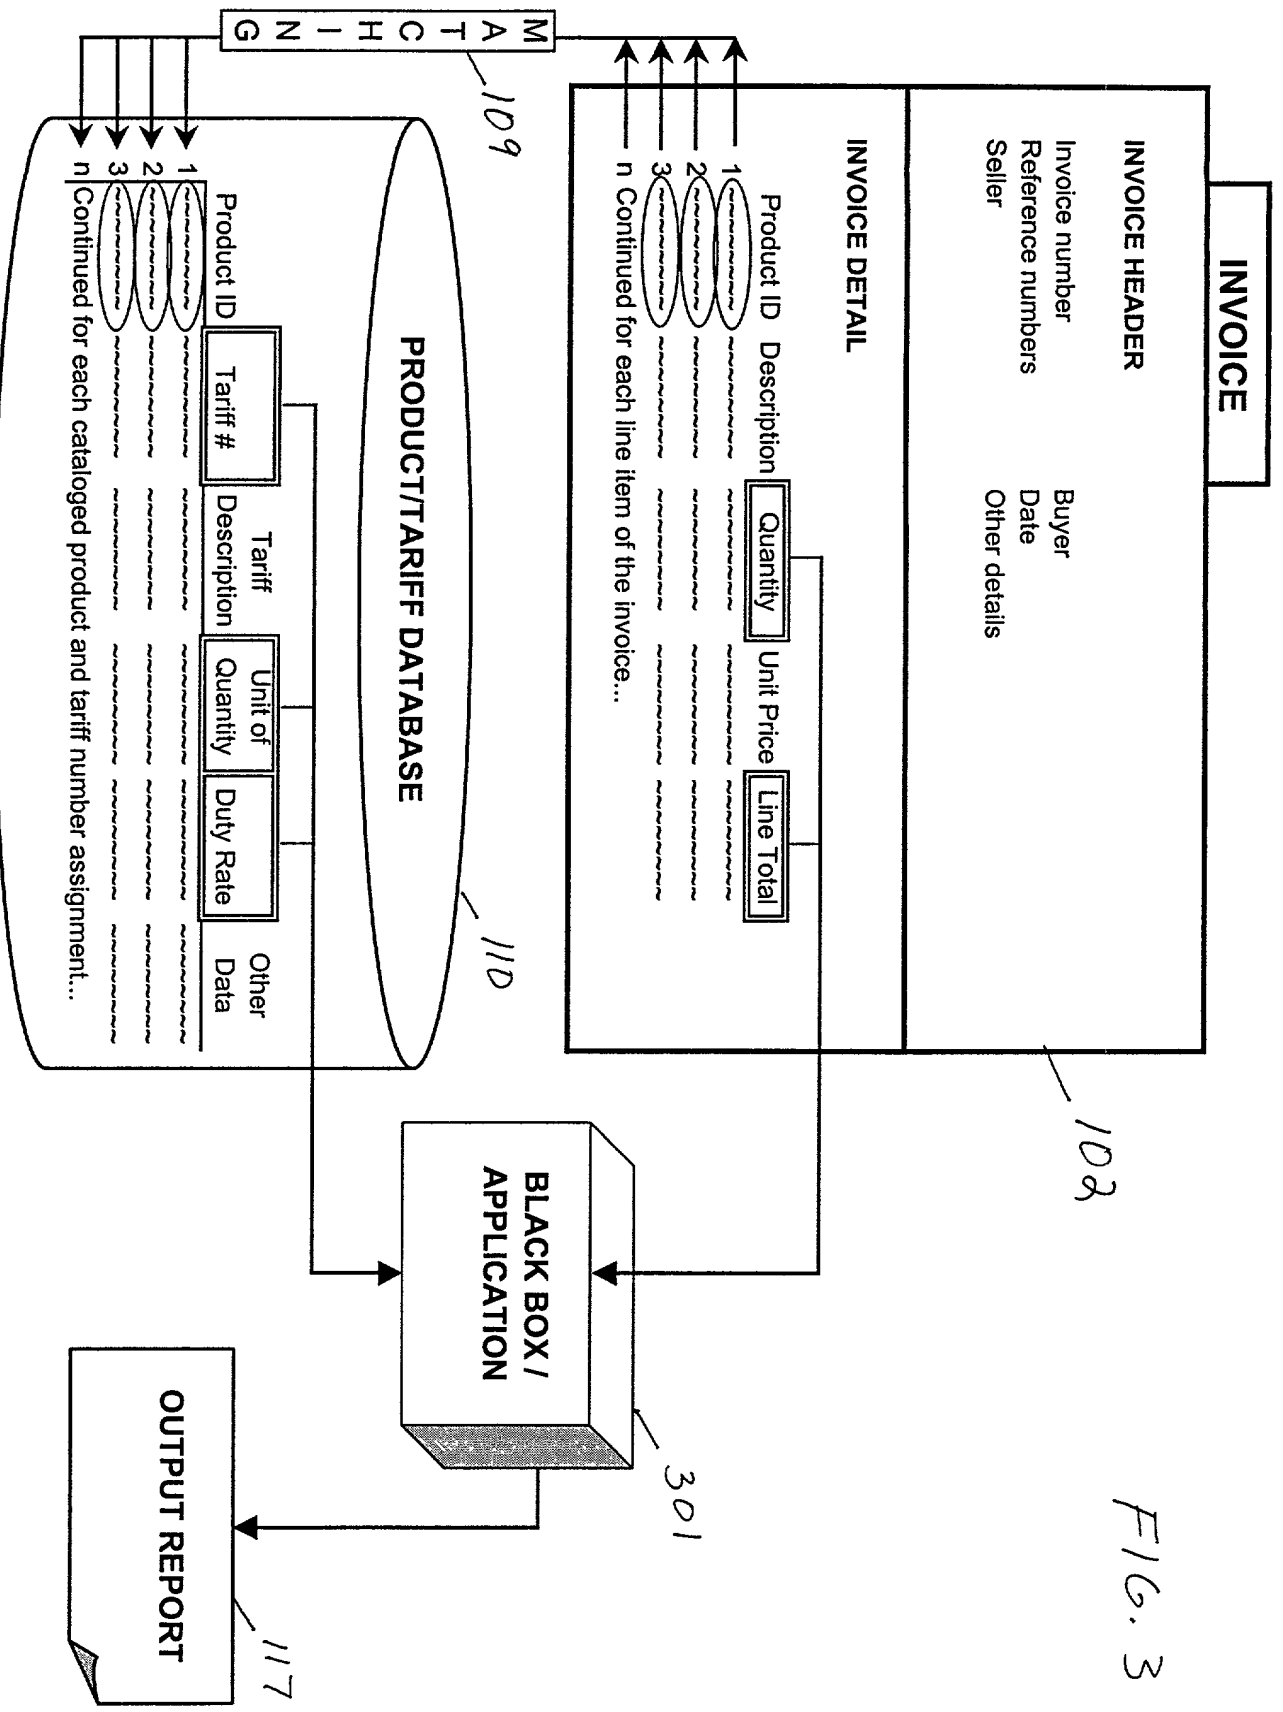 FIG. 3
INVOICE
102
INVOICE HEADER
Invoice number Buyer
Reference numbers Date
Seller Other details
INVOICE DETAIL
Product ID Description Quantity Unit Price Line Total
1 ~~~~~~~ ~~~~~~~ ~~~~~~~ ~~~~~~~ ~~~~~~~
2 ~~~~~~~ ~~~~~~~ ~~~~~~~ ~~~~~~~ ~~~~~~~
3 ~~~~~~~ ~~~~~~~ ~~~~~~~ ~~~~~~~ ~~~~~~~
n Continued for each line item of the invoice...
MATCHING
109
BLACK BOX /
APPLICATION
301
110
PRODUCT/TARIFF DATABASE
Product ID Tariff # Tariff Description Unit of Quantity Duty Rate Other Data
1 ~~~~~~~ ~~~~~~~ ~~~~~~~ ~~~~~~~ ~~~~~~~ ~~~~~~~
2 ~~~~~~~ ~~~~~~~ ~~~~~~~ ~~~~~~~ ~~~~~~~ ~~~~~~~
3 ~~~~~~~ ~~~~~~~ ~~~~~~~ ~~~~~~~ ~~~~~~~ ~~~~~~~
n Continued for each cataloged product and tariff number assignment...
OUTPUT REPORT
117